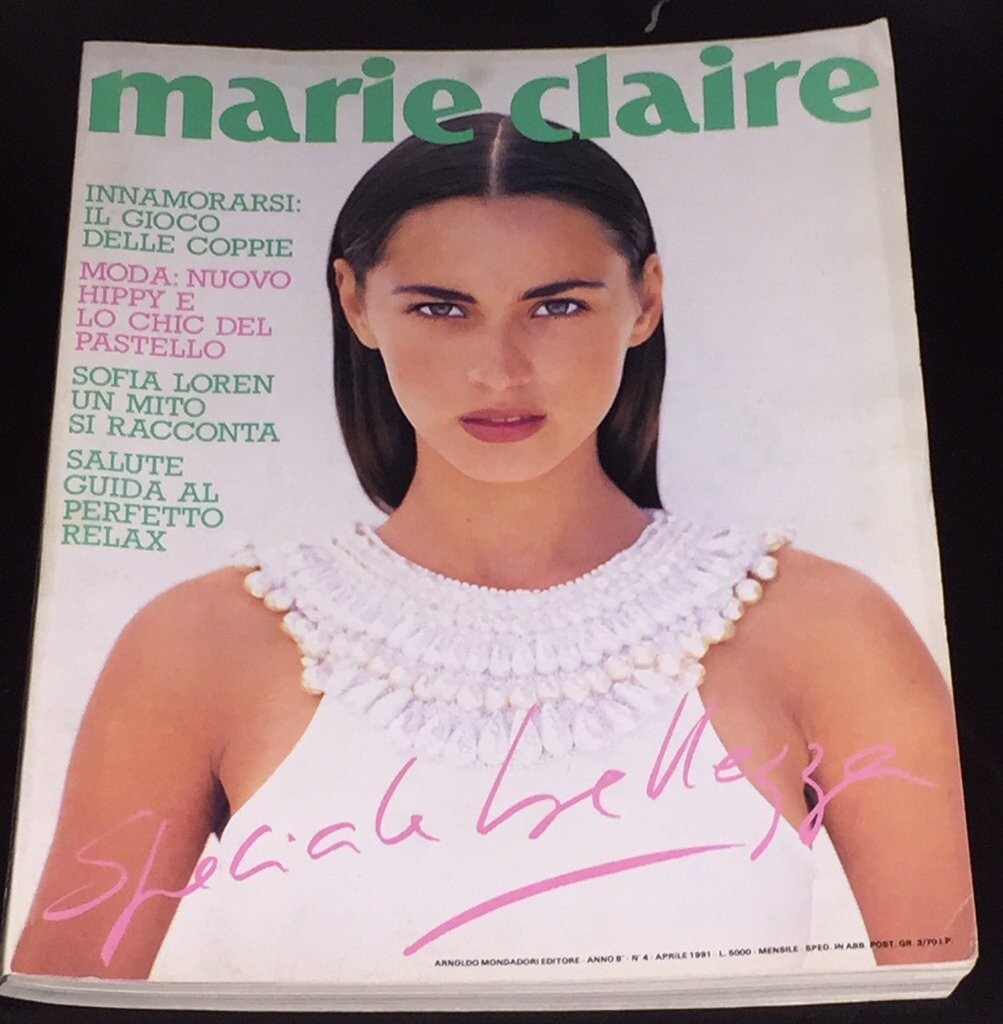 marie claire
INNAMORARSI:
IL GIOCO
DELLE COPPIE
MODA: NUOVO
HIPPY E
LO CHIC DEL
PASTELLO
SOFIA LOREN
UN MITO
SI RACCONTA
SALUTE
GUIDA AL
PERFETTO
RELAX
Speciale bellezza
ARNOLDO MONDADORI EDITORE - ANNO 8° - N° 4 - APRILE 1991 - L. 5000 - MENSILE - SPED. IN ABB. POST. GR. 3/70 I.P.